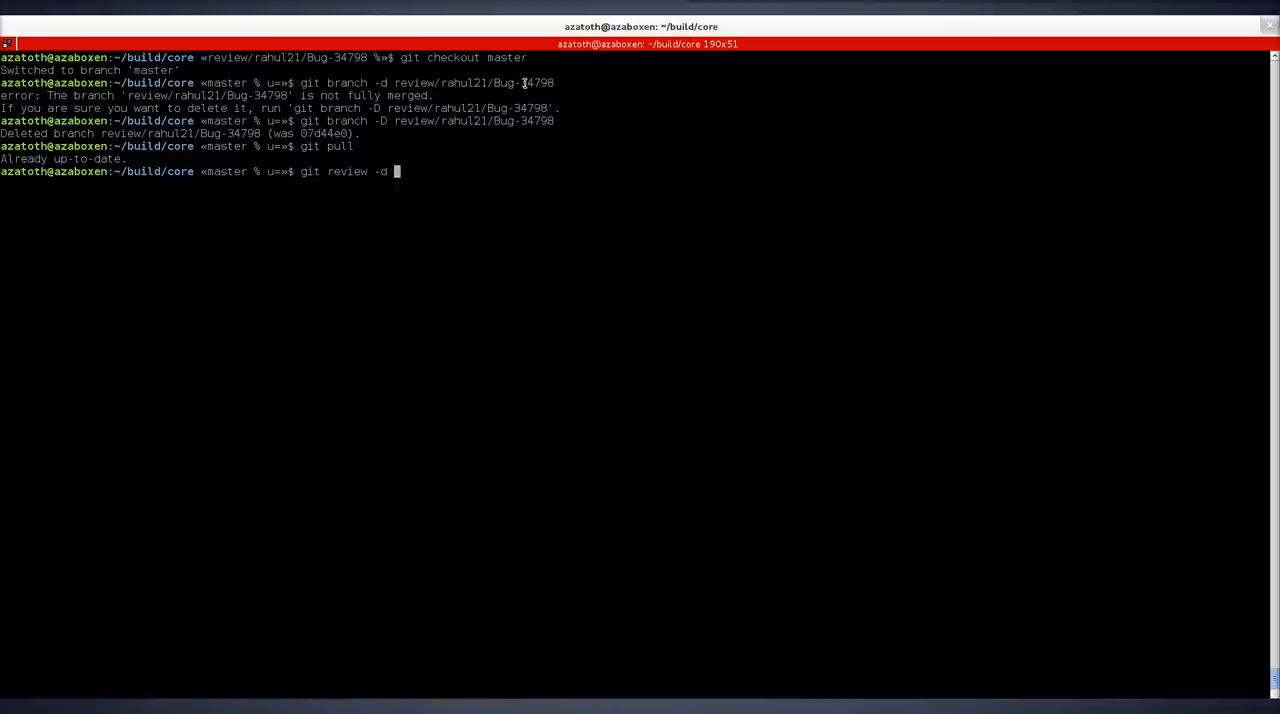 azatoth@azaboxen: ~/build/core
azatoth@azaboxen: ~/build/core 190x51
azatoth@azaboxen:~/build/core «review/rahul21/Bug-34798 %»$ git checkout master
Switched to branch 'master'
azatoth@azaboxen:~/build/core «master % u=»$ git branch -d review/rahul21/Bug-34798
error: The branch 'review/rahul21/Bug-34798' is not fully merged.
If you are sure you want to delete it, run 'git branch -D review/rahul21/Bug-34798'.
azatoth@azaboxen:~/build/core «master % u=»$ git branch -D review/rahul21/Bug-34798
Deleted branch review/rahul21/Bug-34798 (was 07d44e0).
azatoth@azaboxen:~/build/core «master % u=»$ git pull
Already up-to-date.
azatoth@azaboxen:~/build/core «master % u=»$ git review -d